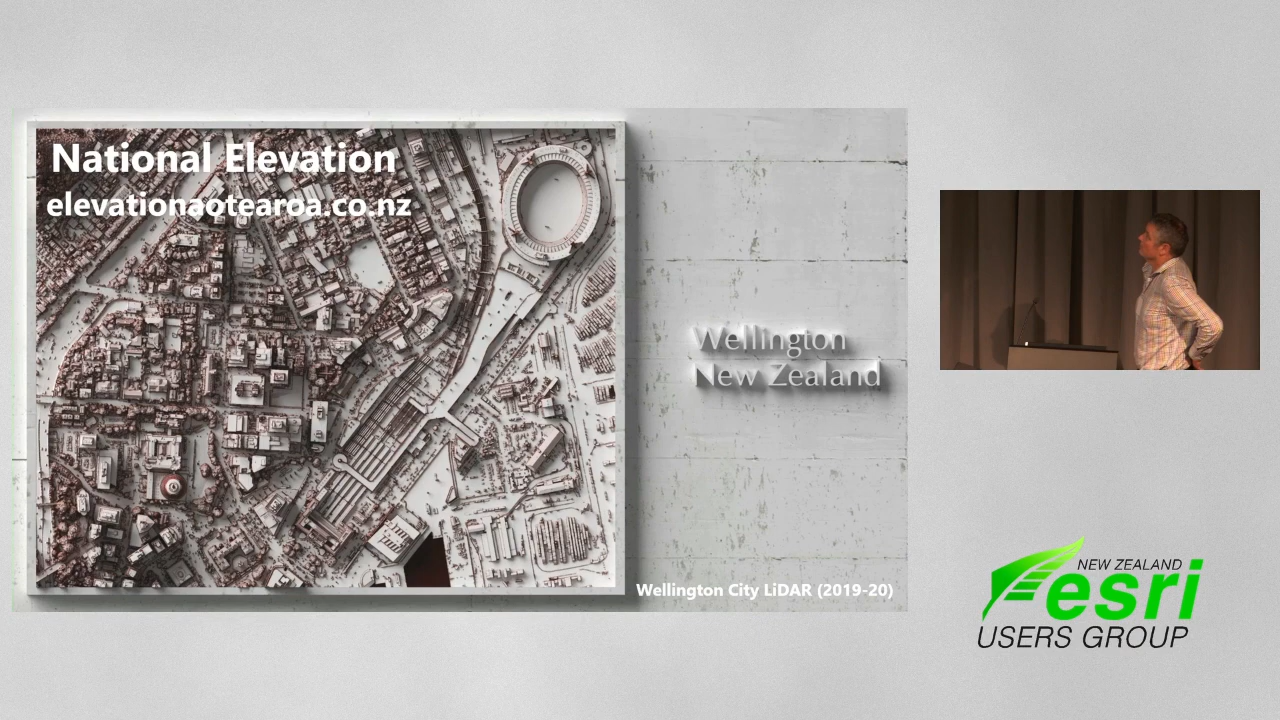 National Elevation
elevationaotearoa.co.nz
Wellington
New Zealand
Wellington City LiDAR (2019-20)
NEW ZEALAND
esri
USERS GROUP